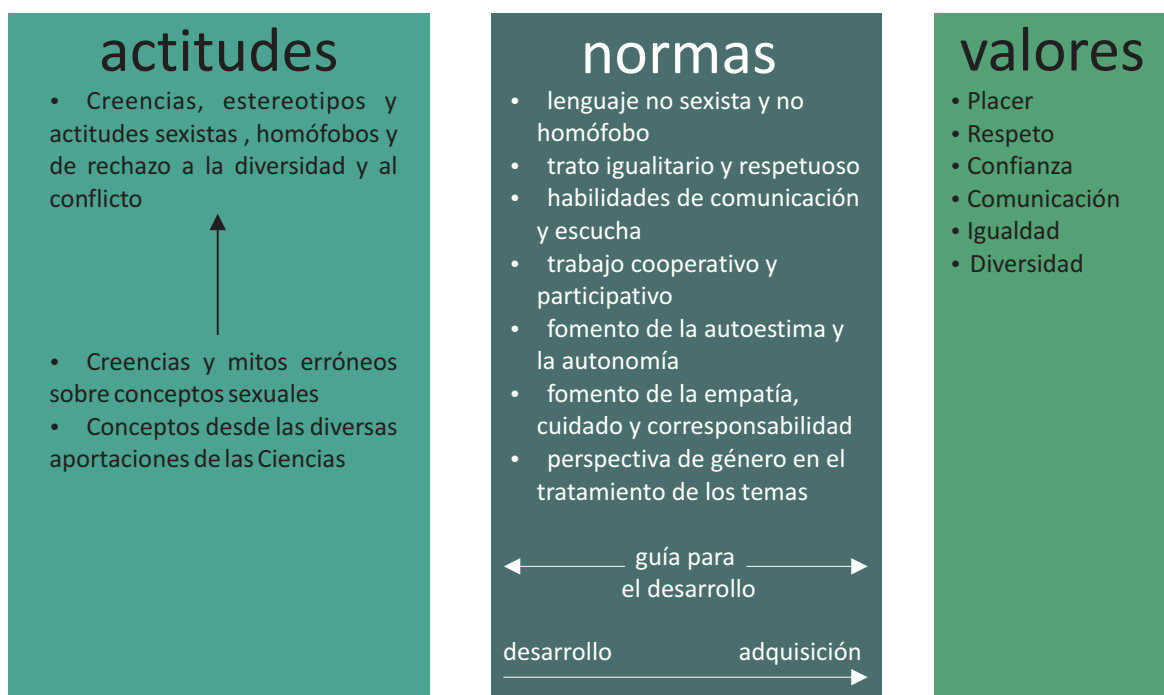 actitudes
• Creencias, estereotipos y
actitudes sexistas , homófobos y
de rechazo a la diversidad y al
conflicto
• Creencias y mitos erróneos
sobre conceptos sexuales
• Conceptos desde las diversas
aportaciones de las Ciencias
normas
• lenguaje no sexista y no
homófobo
• trato igualitario y respetuoso
• habilidades de comunicación
y escucha
• trabajo cooperativo y
participativo
• fomento de la autoestima y
la autonomía
• fomento de la empatía,
cuidado y corresponsabilidad
• perspectiva de género en el
tratamiento de los temas
guía para
el desarrollo
desarrollo adquisición
valores
• Placer
• Respeto
• Confianza
• Comunicación
• Igualdad
• Diversidad